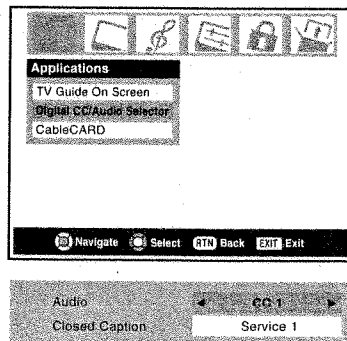 Applications
TV Guide On Screen
Digital CC/Audio Selector
CableCARD
Navigate Select RTN Back EXIT Exit
Audio CC 1
Closed Caption Service 1